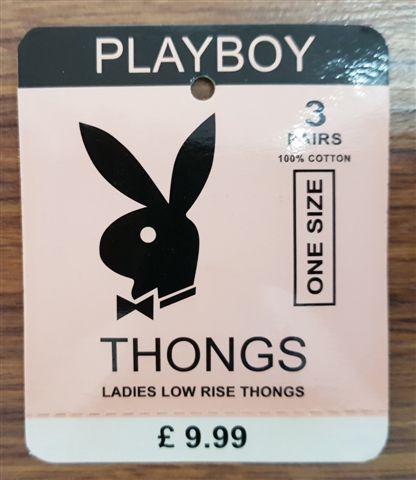 PLAYBOY
3
PAIRS
100% COTTON
ONE SIZE
THONGS
LADIES LOW RISE THONGS
£ 9.99